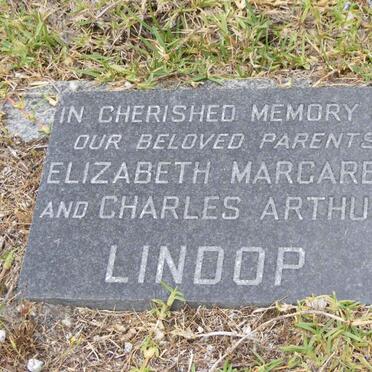 IN CHERISHED MEMORY
OUR BELOVED PARENTS
ELIZABETH MARGARE
AND CHARLES ARTHU
LINDOP